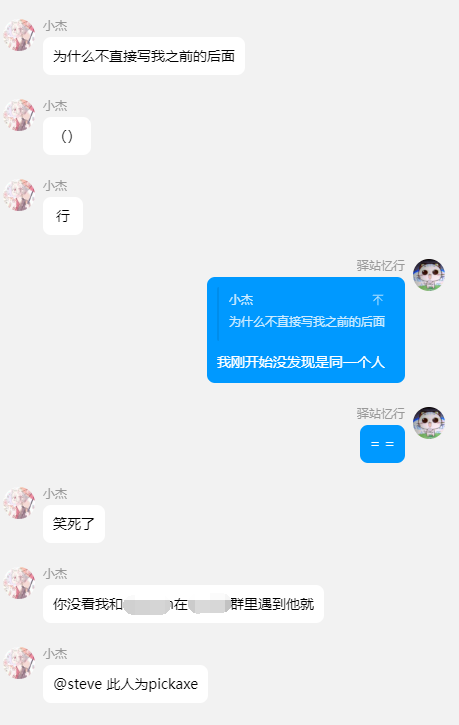 小杰
为什么不直接写我之前的后面
小杰
（）
小杰
行
驿站忆行
小杰
为什么不直接写我之前的后面
我刚开始没发现是同一个人
驿站忆行
= =
小杰
笑死了
小杰
你没看我和 在 群里遇到他就
小杰
@steve 此人为pickaxe